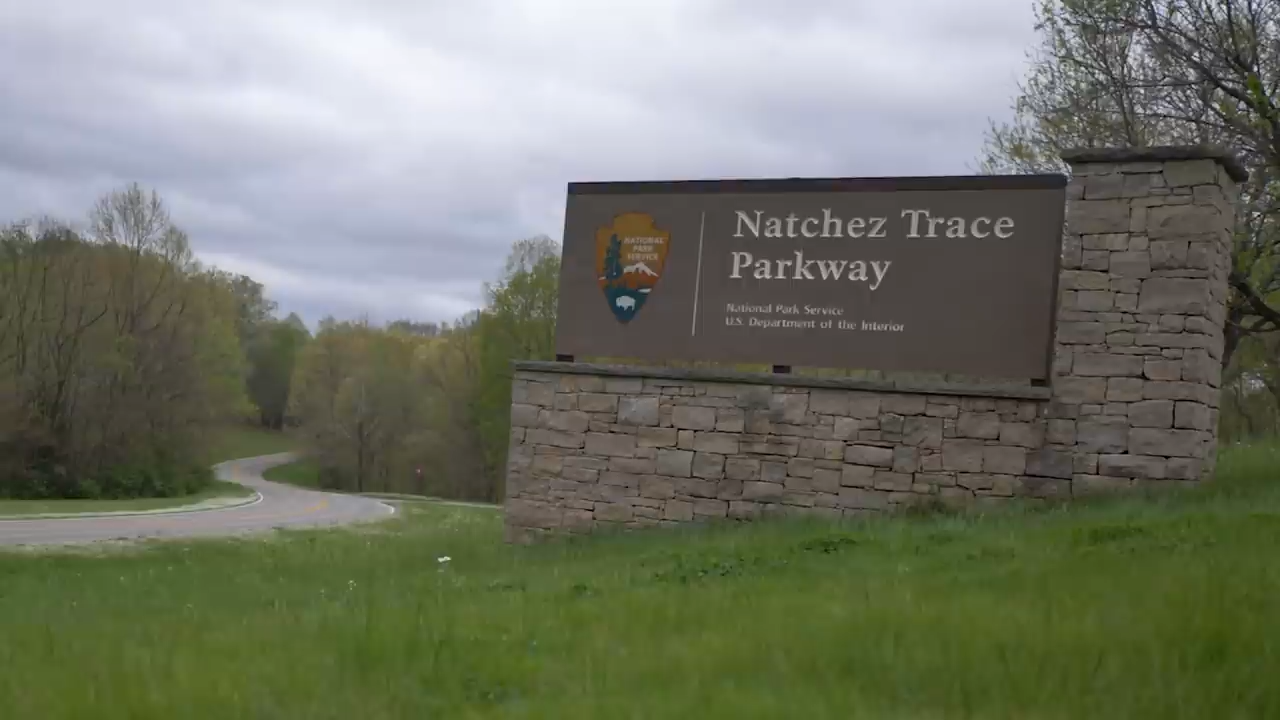 NATIONAL
PARK
SERVICE
Natchez Trace
Parkway
National Park Service
U.S. Department of the Interior